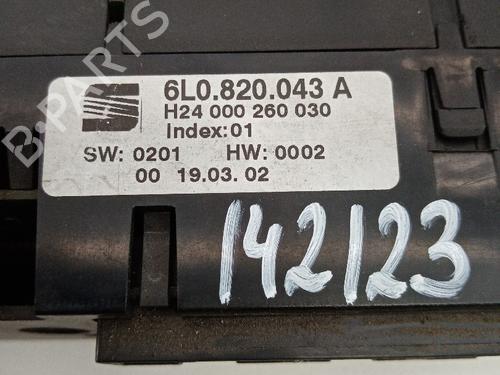 B-PARTS
6L0.820.043 A
H24 000 260 030
Index:01
SW: 0201 HW: 0002
00 19.03.02
142123